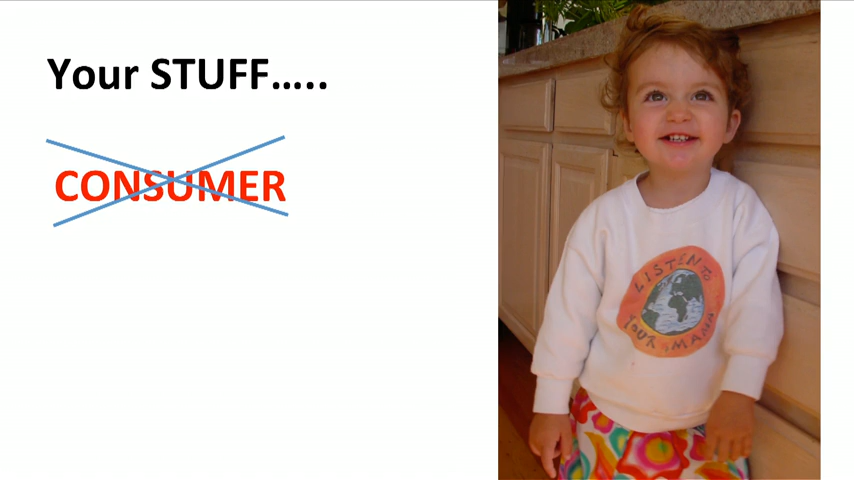 Your STUFF.....
CONSUMER
LISTEN TO
YOUR MAMA